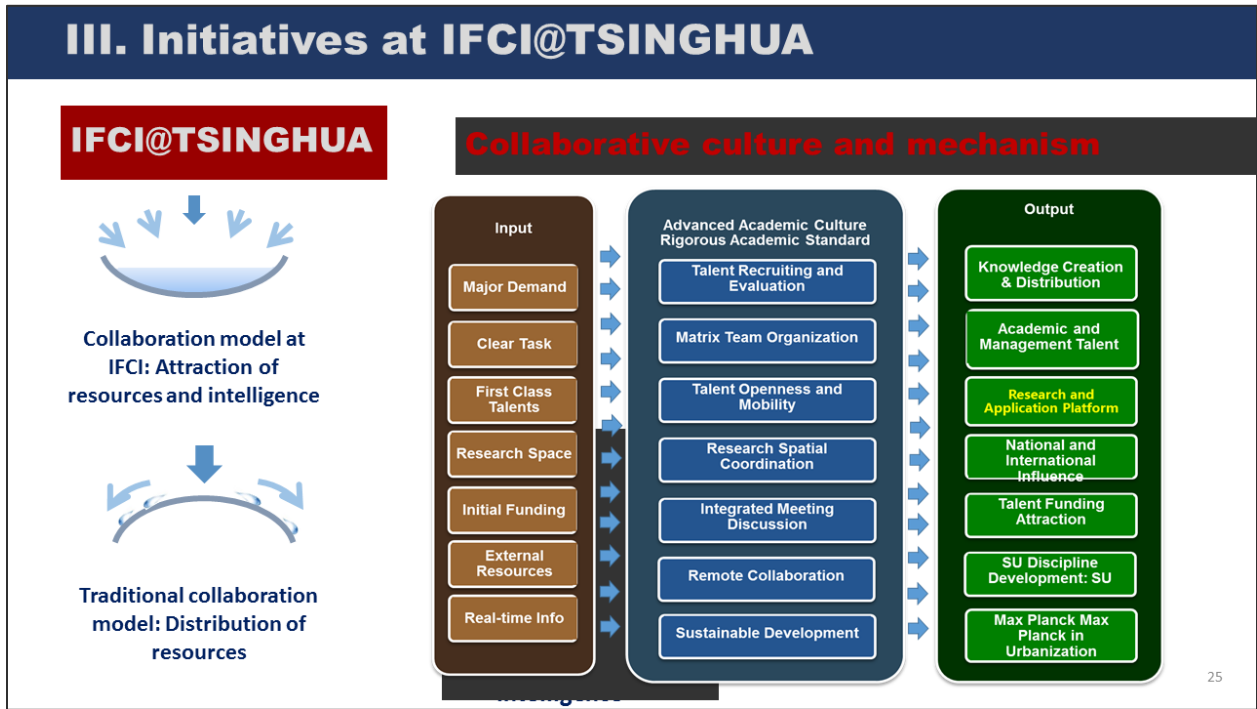 III. Initiatives at IFCI@TSINGHUA
IFCI@TSINGHUA
Collaboration model at
IFCI: Attraction of
resources and intelligence
Traditional collaboration
model: Distribution of
resources
Collaborative culture and mechanism
Input
Major Demand
Clear Task
First Class
Talents
Research Space
Initial Funding
External
Resources
Real-time Info
Advanced Academic Culture
Rigorous Academic Standard
Talent Recruiting and
Evaluation
Matrix Team Organization
Talent Openness and
Mobility
Research Spatial
Coordination
Integrated Meeting
Discussion
Remote Collaboration
Sustainable Development
Output
Knowledge Creation
& Distribution
Academic and
Management Talent
Research and
Application Platform
National and
International
Influence
Talent Funding
Attraction
SU Discipline
Development: SU
Max Planck Max
Planck in
Urbanization
25